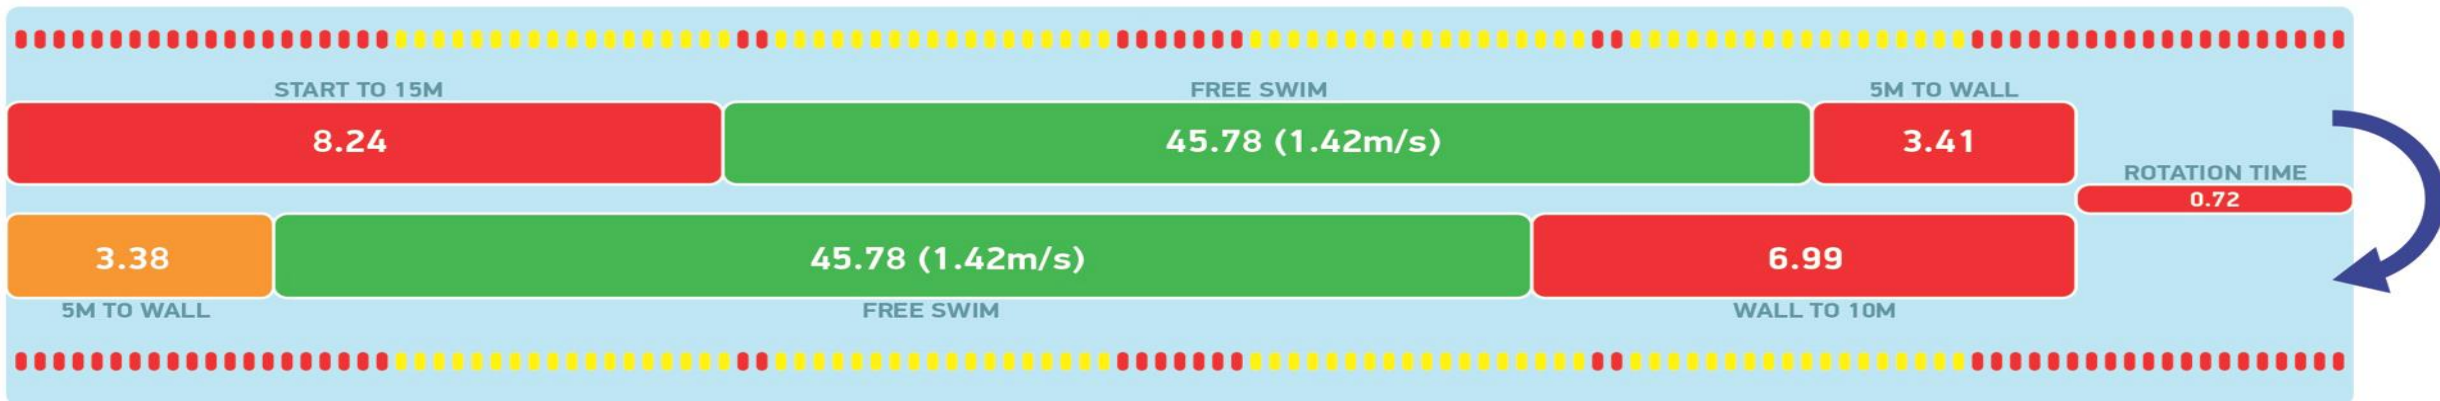 START TO 15M
FREE SWIM
5M TO WALL
8.24
45.78 (1.42m/s)
3.41
ROTATION TIME
0.72
3.38
45.78 (1.42m/s)
6.99
5M TO WALL
FREE SWIM
WALL TO 10M